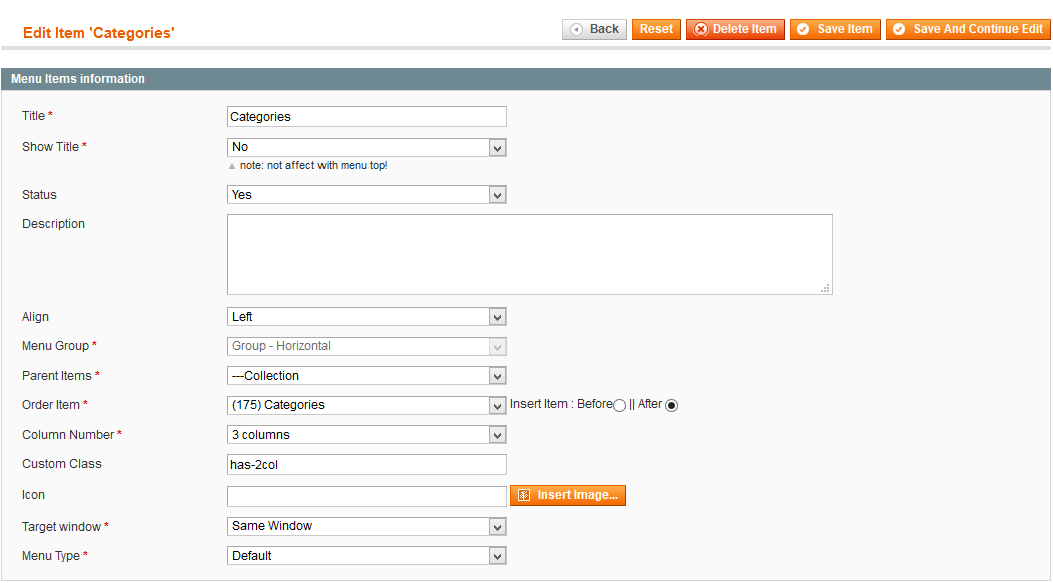 Edit Item 'Categories'
Back Reset Delete Item Save Item Save And Continue Edit
Menu Items information
Title * Categories
Show Title * No
note: not affect with menu top!
Status Yes
Description
Align Left
Menu Group * Group - Horizontal
Parent Items * ---Collection
Order Item * (175) Categories Insert Item : Before || After
Column Number * 3 columns
Custom Class has-2col
Icon Insert Image...
Target window * Same Window
Menu Type * Default